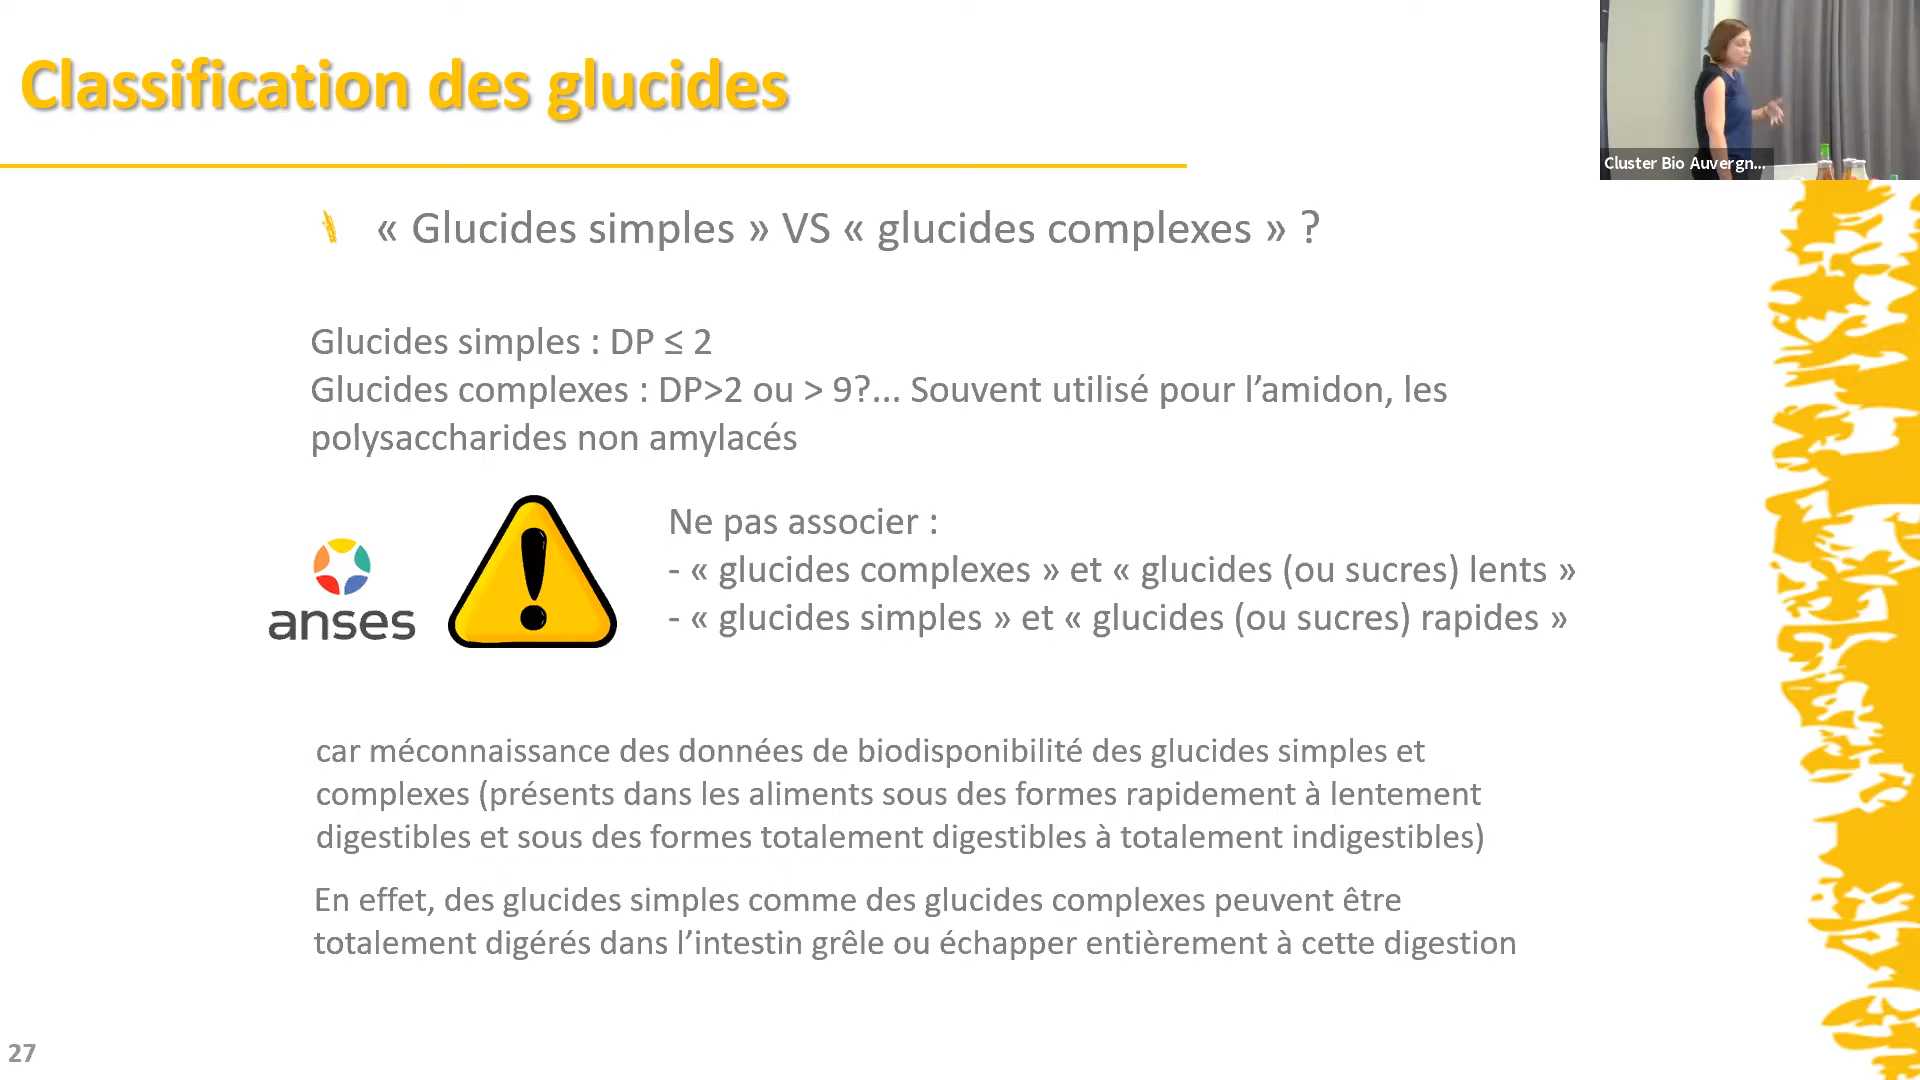 Classification des glucides
Cluster Bio Auvergn...
« Glucides simples » VS « glucides complexes » ?
Glucides simples : DP ≤ 2
Glucides complexes : DP>2 ou > 9?... Souvent utilisé pour l’amidon, les
polysaccharides non amylacés
anses
Ne pas associer :
- « glucides complexes » et « glucides (ou sucres) lents »
- « glucides simples » et « glucides (ou sucres) rapides »
car méconnaissance des données de biodisponibilité des glucides simples et
complexes (présents dans les aliments sous des formes rapidement à lentement
digestibles et sous des formes totalement digestibles à totalement indigestibles)
En effet, des glucides simples comme des glucides complexes peuvent être
totalement digérés dans l’intestin grêle ou échapper entièrement à cette digestion
27